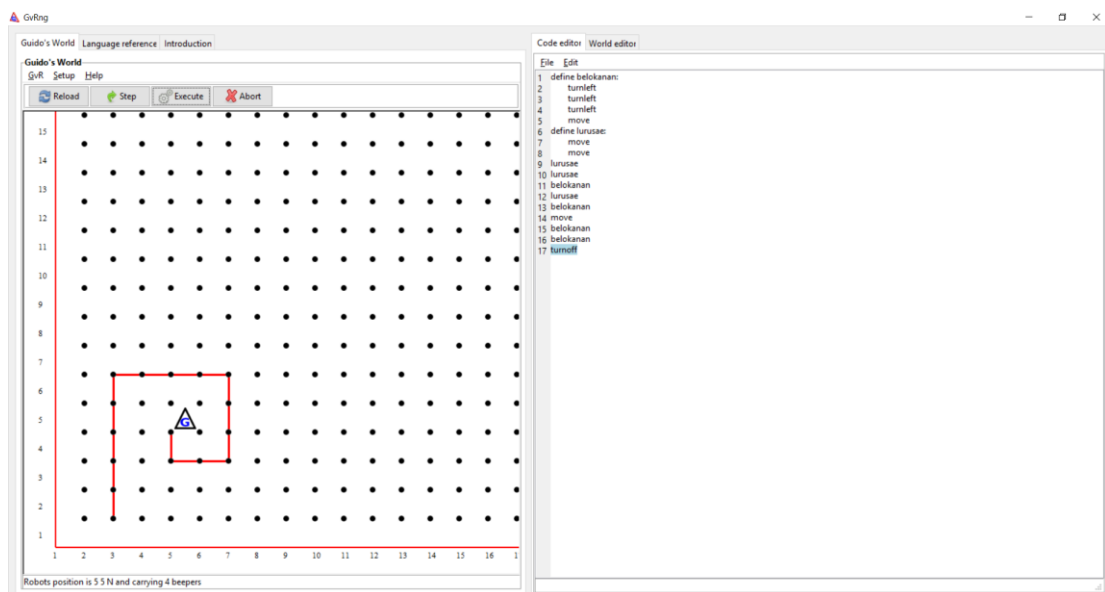 GvRng
Guido's World Language reference Introduction
Guido's World
GvR Setup Help
Reload Step Execute Abort
15
14
13
12
11
10
9
8
7
6
5
4
3
2
1
G
1 2 3 4 5 6 7 8 9 10 11 12 13 14 15 16 1
Robots position is 5 5 N and carrying 4 beepers
Code editor World editor
File Edit
1 define belokanan:
2 turnleft
3 turnleft
4 turnleft
5 move
6 define lurusae:
7 move
8 move
9 lurusae
10 lurusae
11 belokanan
12 lurusae
13 belokanan
14 move
15 belokanan
16 belokanan
17 turnoff